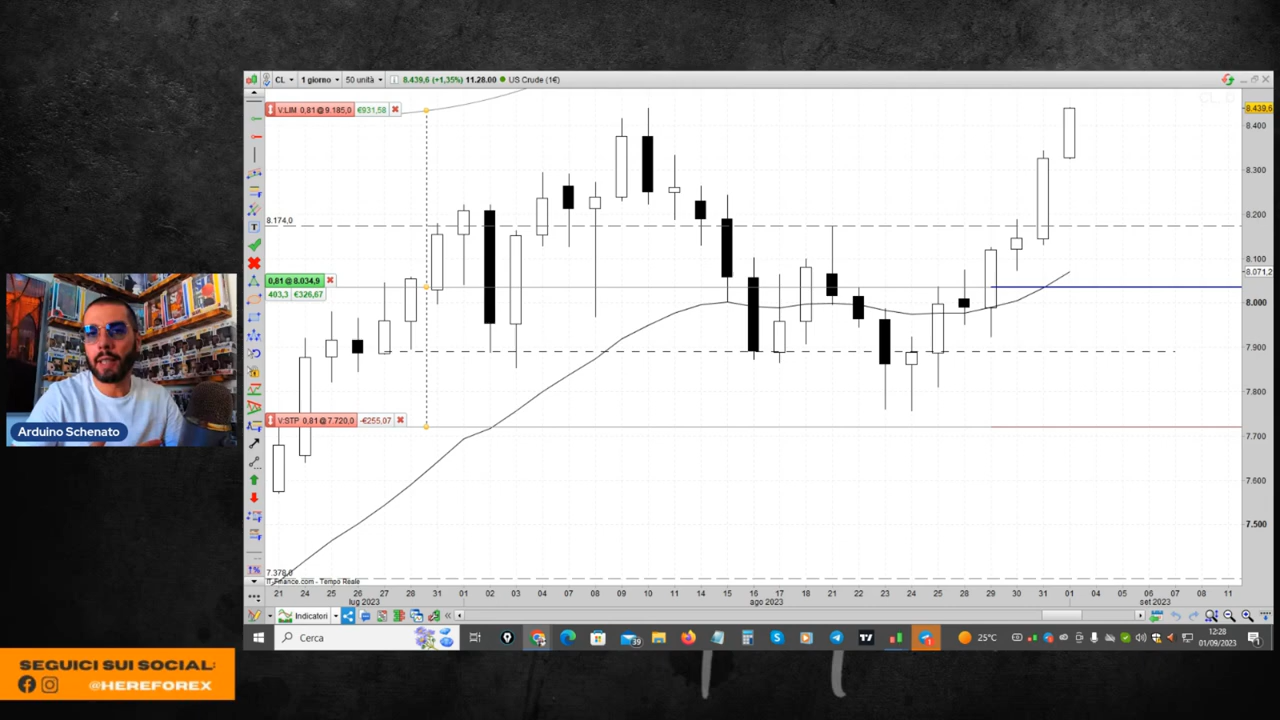 CL 1 giorno 50 unità 8.439,6 (+1,35%) 11.28.00 US Crude (1€)
V:LIM 0,81@9.185,0 €931,58
8.439,6
8.400
8.300
8.200
8.174,0
8.100
8.071,2
0,81@8.034,9
403,3 €326,67
8.000
7.900
7.800
V:STP 0,81@7.720,0 -€255,07
7.700
7.600
7.500
7.378,0
IT-Finance.com - Tempo Reale
21 24 25 26 27 28 31 01 02 03 04 07 08 09 10 11 14 15 16 17 18 21 22 23 24 25 28 29 30 31 01 04 05 06 07 08 11
lug 2023 ago 2023 set 2023
Indicatori
Cerca
39
25°C
12:28
01/09/2023
Arduino Schenato
SEGUICI SUI SOCIAL:
@HEREFOREX